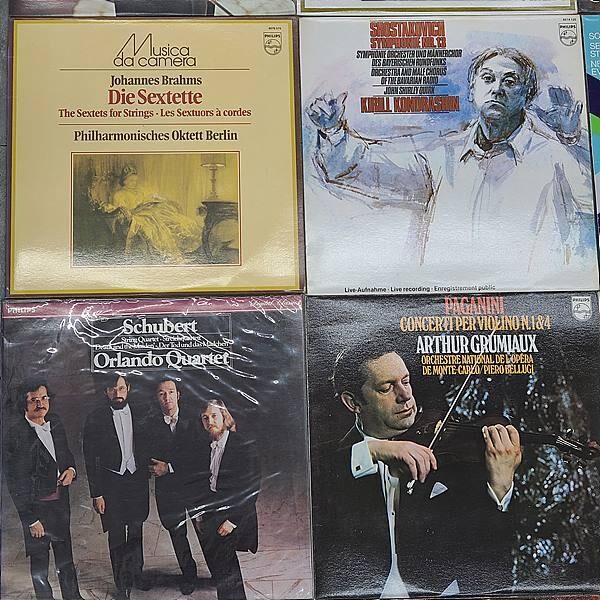 Musica
da camera
PHILIPS
Johannes Brahms
Die Sextette
The Sextets for Strings · Les Sextuors à cordes
Philharmonisches Oktett Berlin
SHOSTAKOVICH
SYMPHONIE NR.13
SYMPHONIE ORCHESTER UND MÄNNERCHOR
DES BAYERISCHEN RUNDFUNKS
ORCHESTRA AND MALE CHORUS
OF THE BAVARIAN RADIO
JOHN SHIRLEY QUIRK
KIRILL KONDRASHIN
PHILIPS
Live-Aufnahme · Live recording · Enregistrement public
PHILIPS
Schubert
String Quartet · Streichquartett
„Death and the Maiden“ · „Der Tod und das Mädchen“
Orlando Quartet
PAGANINI
CONCERTI PER VIOLINO N.1 & 4
ARTHUR GRUMIAUX
ORCHESTRE NATIONAL DE L'OPÉRA
DE MONTE-CARLO/PIERO BELLUGI
PHILIPS